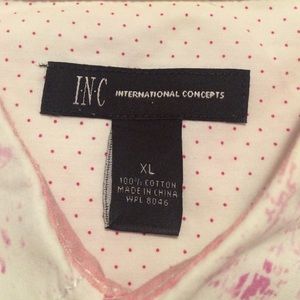 I·N·C INTERNATIONAL CONCEPTS
XL
100% COTTON
MADE IN CHINA
WPL 8046